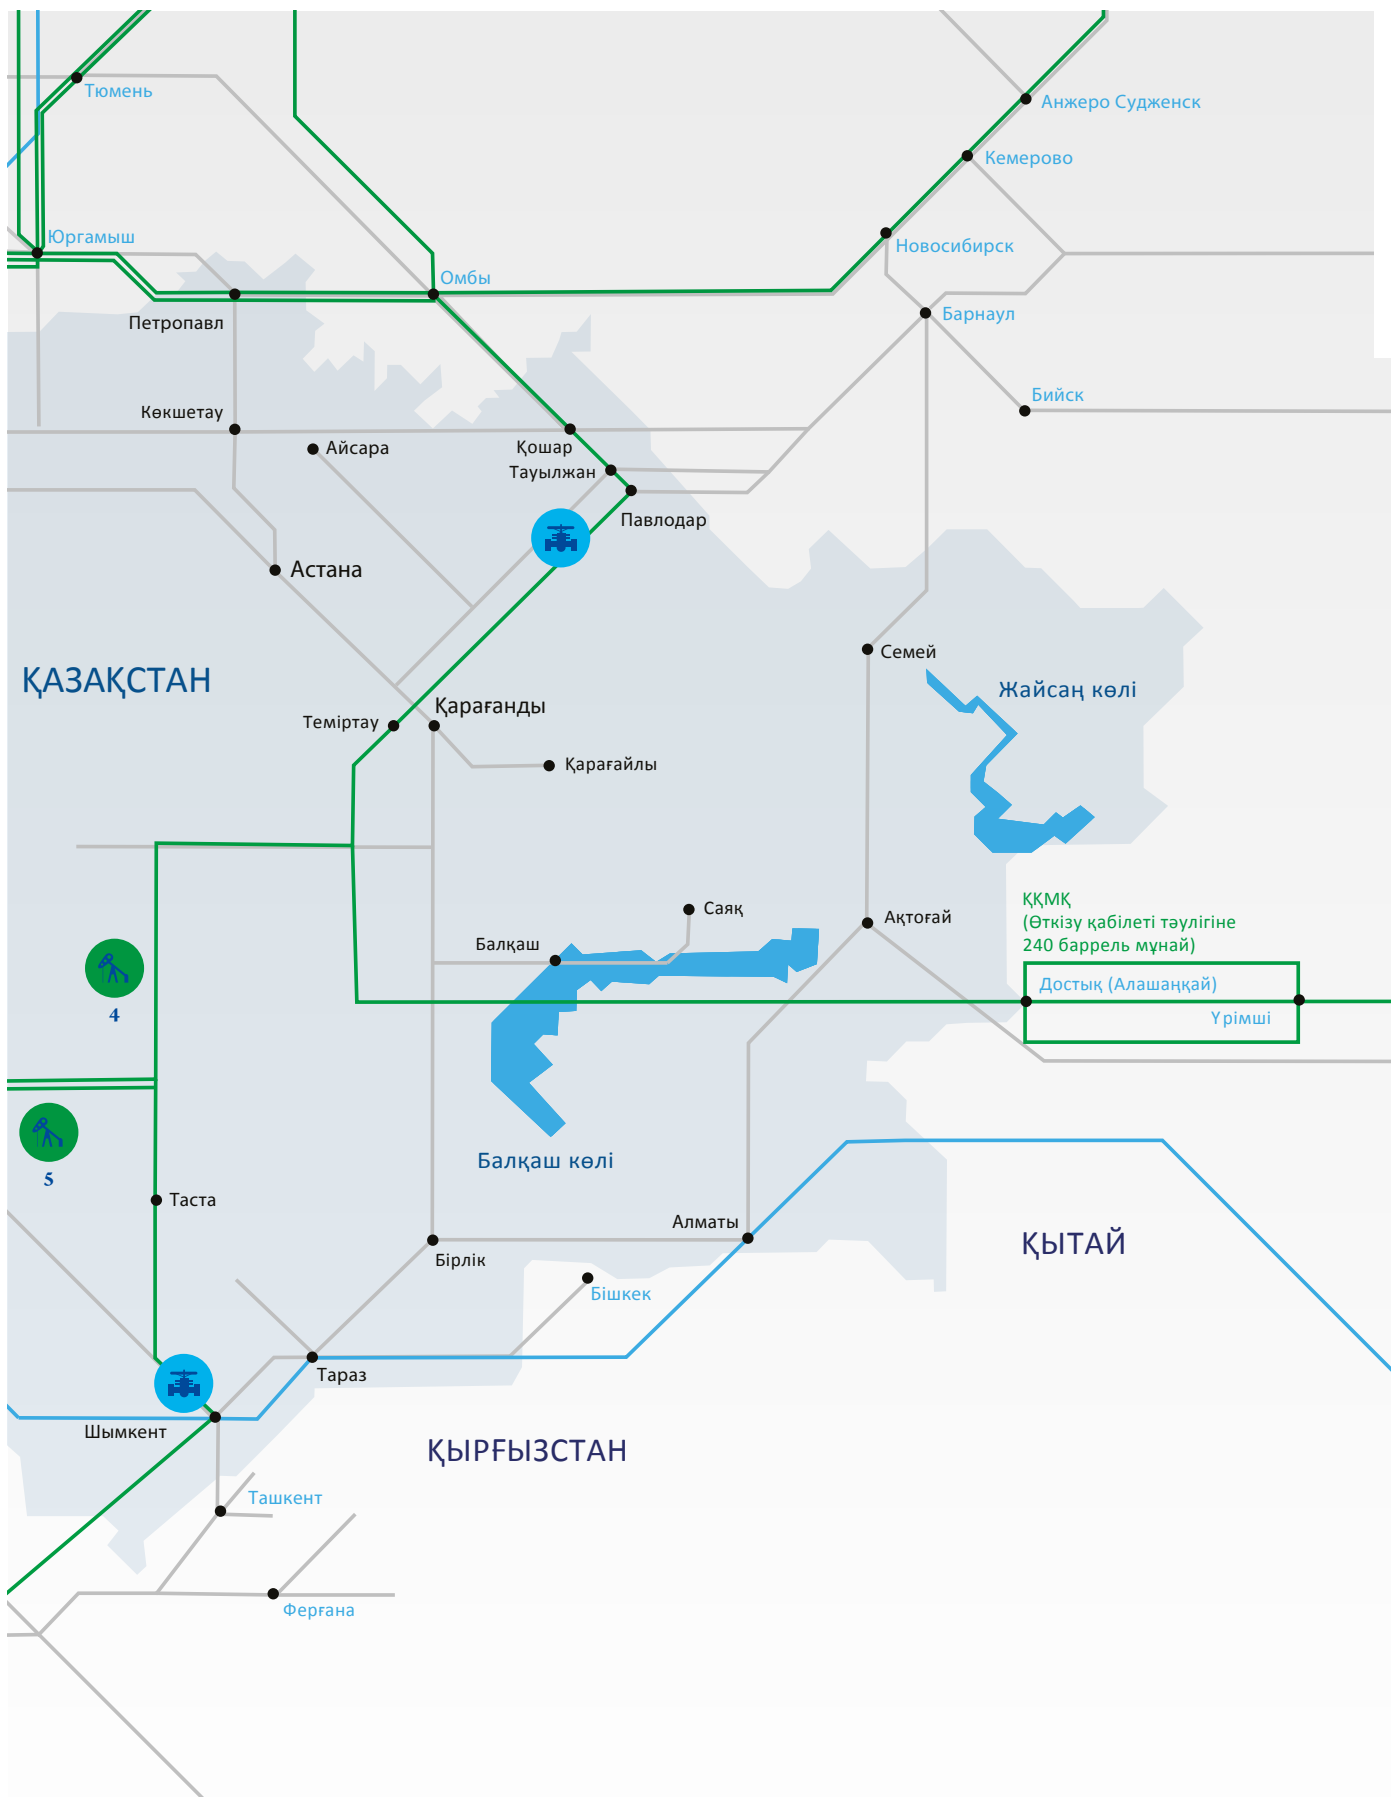 Тюмень
Анжеро Судженск
Кемерово
Юргамыш
Новосибирск
Омбы
Петропавл
Барнаул
Бийск
Көкшетау
Айсара
Қошар
Тауылжан
Павлодар
Астана
Семей
ҚАЗАҚСТАН
Жайсаң көлі
Қарағанды
Теміртау
Қарағайлы
ҚҚМҚ
(Өткізу қабілеті тәулігіне
240 баррель мұнай)
Саяқ
Ақтоғай
Балқаш
Достық (Алашаңқай)
Үрімші
4
5
Балқаш көлі
Таста
Алматы
ҚЫТАЙ
Бірлік
Бішкек
Тараз
Шымкент
ҚЫРҒЫЗСТАН
Ташкент
Ферғана